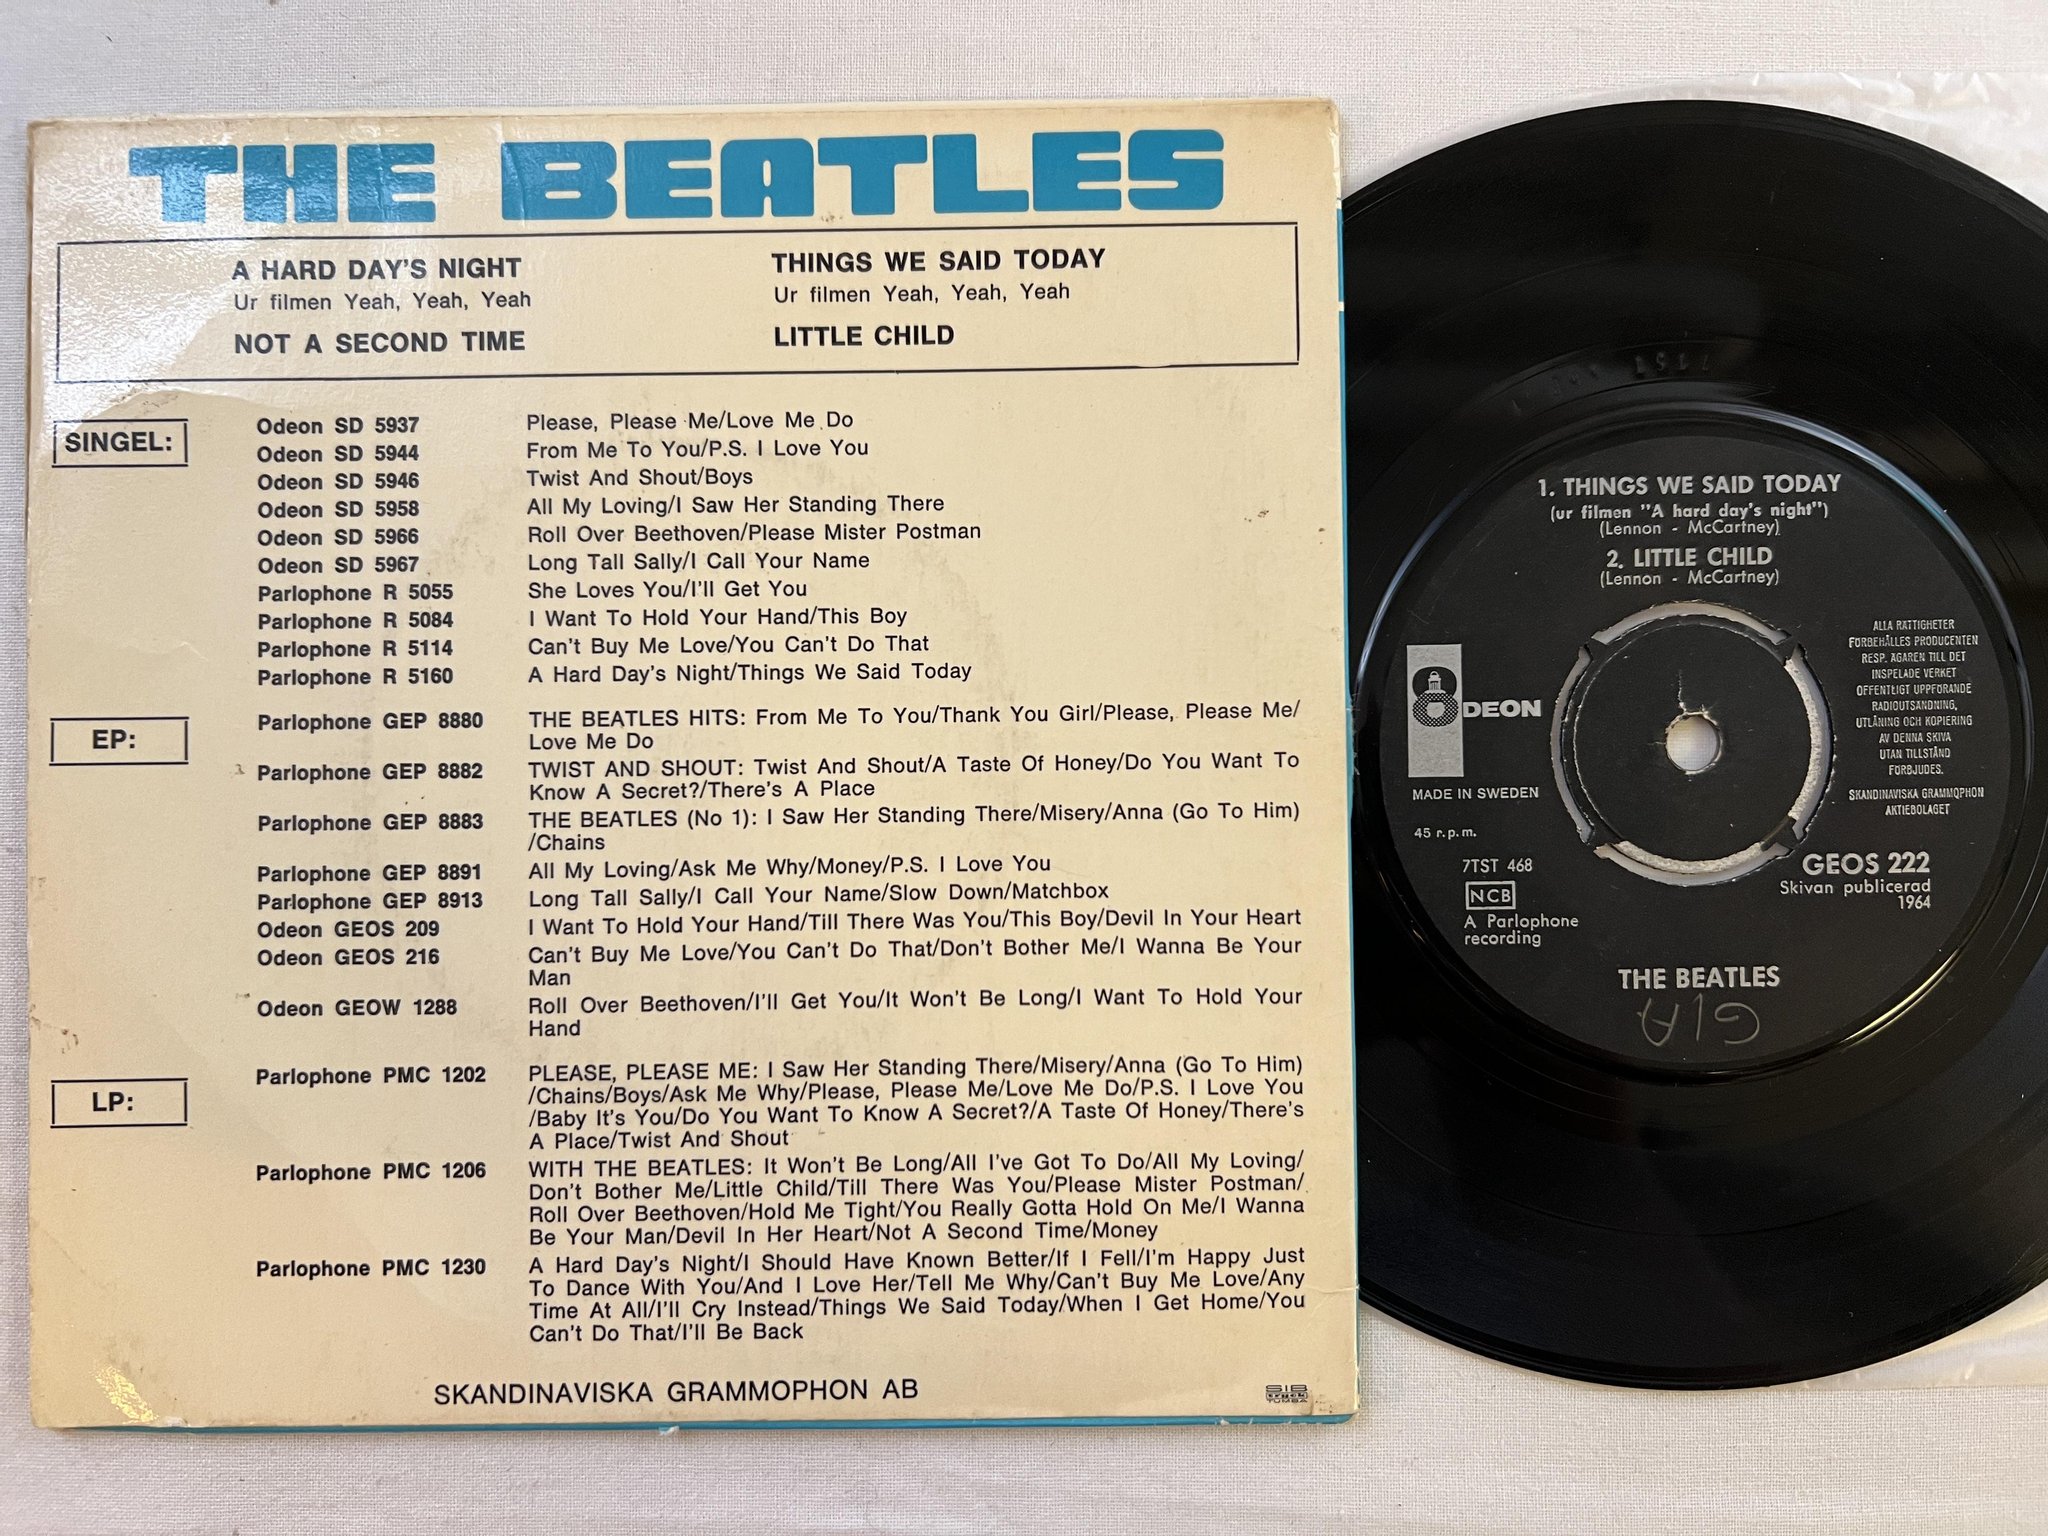 THE BEATLES
A HARD DAY'S NIGHT
Ur filmen Yeah, Yeah, Yeah
NOT A SECOND TIME
THINGS WE SAID TODAY
Ur filmen Yeah, Yeah, Yeah
LITTLE CHILD
SINGEL:
Odeon SD 5937 Please, Please Me/Love Me Do
Odeon SD 5944 From Me To You/P.S. I Love You
Odeon SD 5946 Twist And Shout/Boys
Odeon SD 5958 All My Loving/I Saw Her Standing There
Odeon SD 5966 Roll Over Beethoven/Please Mister Postman
Odeon SD 5967 Long Tall Sally/I Call Your Name
Parlophone R 5055 She Loves You/I'll Get You
Parlophone R 5084 I Want To Hold Your Hand/This Boy
Parlophone R 5114 Can't Buy Me Love/You Can't Do That
Parlophone R 5160 A Hard Day's Night/Things We Said Today
EP:
Parlophone GEP 8880 THE BEATLES HITS: From Me To You/Thank You Girl/Please, Please Me/
Love Me Do
Parlophone GEP 8882 TWIST AND SHOUT: Twist And Shout/A Taste Of Honey/Do You Want To
Know A Secret?/There's A Place
Parlophone GEP 8883 THE BEATLES (No 1): I Saw Her Standing There/Misery/Anna (Go To Him)
/Chains
Parlophone GEP 8891 All My Loving/Ask Me Why/Money/P.S. I Love You
Parlophone GEP 8913 Long Tall Sally/I Call Your Name/Slow Down/Matchbox
Odeon GEOS 209 I Want To Hold Your Hand/Till There Was You/This Boy/Devil In Your Heart
Odeon GEOS 216 Can't Buy Me Love/You Can't Do That/Don't Bother Me/I Wanna Be Your
Man
Odeon GEOW 1288 Roll Over Beethoven/I'll Get You/It Won't Be Long/I Want To Hold Your
Hand
LP:
Parlophone PMC 1202 PLEASE, PLEASE ME: I Saw Her Standing There/Misery/Anna (Go To Him)
/Chains/Boys/Ask Me Why/Please, Please Me/Love Me Do/P.S. I Love You
/Baby It's You/Do You Want To Know A Secret?/A Taste Of Honey/There's
A Place/Twist And Shout
Parlophone PMC 1206 WITH THE BEATLES: It Won't Be Long/All I've Got To Do/All My Loving/
Don't Bother Me/Little Child/Till There Was You/Please Mister Postman/
Roll Over Beethoven/Hold Me Tight/You Really Gotta Hold On Me/I Wanna
Be Your Man/Devil In Her Heart/Not A Second Time/Money
Parlophone PMC 1230 A Hard Day's Night/I Should Have Known Better/If I Fell/I'm Happy Just
To Dance With You/And I Love Her/Tell Me Why/Can't Buy Me Love/Any
Time At All/I'll Cry Instead/Things We Said Today/When I Get Home/You
Can't Do That/I'll Be Back
SKANDINAVISKA GRAMMOPHON AB
SIB
TRYCK
TUMBA
1. THINGS WE SAID TODAY
(ur filmen "A hard day's night")
(Lennon - McCartney)
2. LITTLE CHILD
(Lennon - McCartney)
ODEON
MADE IN SWEDEN
45 r.p.m.
7TST 468
NCB
A Parlophone
recording
ALLA RÄTTIGHETER
FÖRBEHÅLLES PRODUCENTEN
RESP. ÄGAREN TILL DET
INSPELADE VERKET
OFFENTLIGT UPPFÖRANDE
RADIOUTSÄNDNING,
UTLÅNING OCH KOPIERING
AV DENNA SKIVA
UTAN TILLSTÅND
FÖRBJUDES.
SKANDINAVISKA GRAMMOPHON
AKTIEBOLAGET
GEOS 222
Skivan publicerad
1964
THE BEATLES
GIA